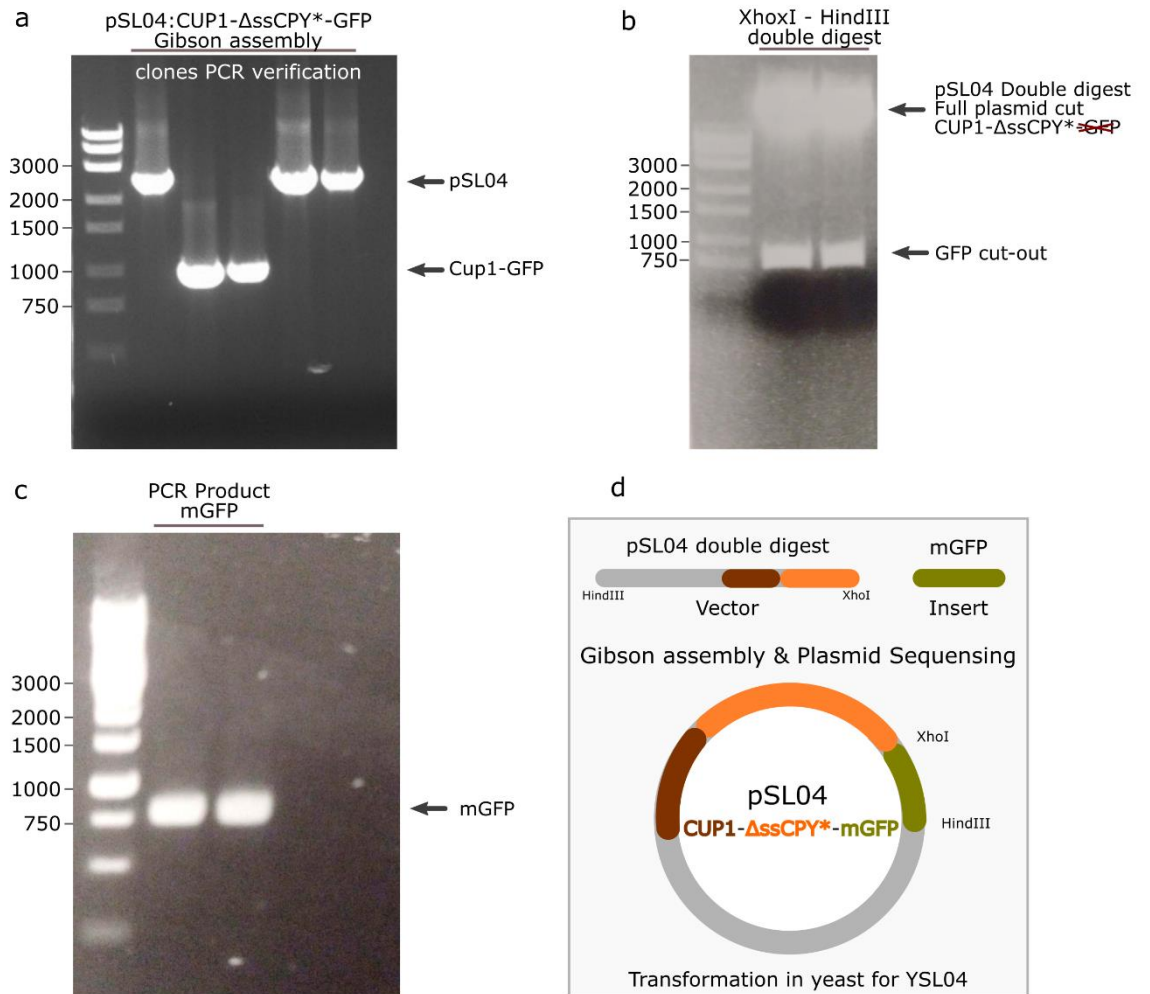 a
pSL04:CUP1-ΔssCPY*-GFP
Gibson assembly
clones PCR verification
3000
2000
1500
1000
750
pSL04
Cup1-GFP
b
XhoxI - HindIII
double digest
3000
2000
1500
1000
750
pSL04 Double digest
Full plasmid cut
CUP1-ΔssCPY*-GFP
GFP cut-out
c
PCR Product
mGFP
3000
2000
1500
1000
750
mGFP
d
pSL04 double digest
mGFP
HindIII
XhoI
Vector
Insert
Gibson assembly & Plasmid Sequencing
XhoI
HindIII
pSL04
CUP1-ΔssCPY*-mGFP
Transformation in yeast for YSL04